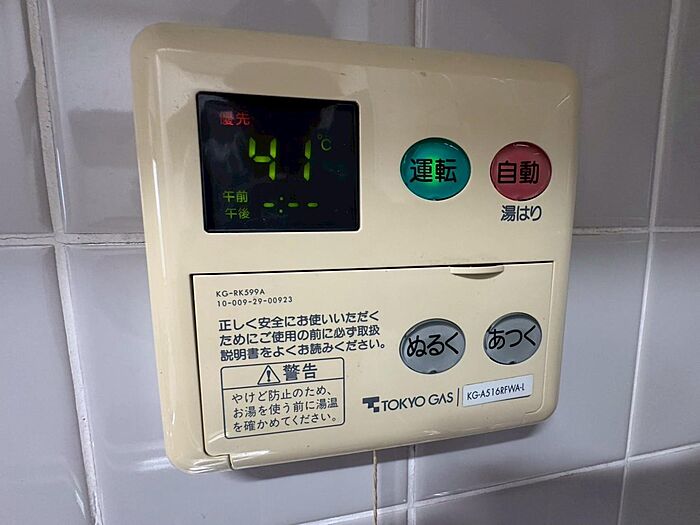 優先
41℃
午前
午後
-:--
運転
自動
湯はり
KG-RK599A
10-009-29-00923
正しく安全にお使いいただく
ためにご使用の前に必ず取扱
説明書をよくお読みください。
警告
やけど防止のため、
お湯を使う前に湯温
を確かめてください。
ぬるく
あつく
TOKYO GAS
KG-A516RFWA-L